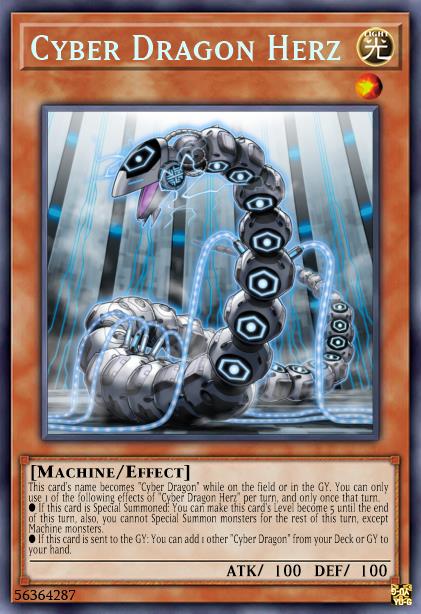 CYBER DRAGON HERZ
LIGHT
光
[MACHINE/EFFECT]
This card's name becomes "Cyber Dragon" while on the field or in the GY. You can only
use 1 of the following effects of "Cyber Dragon Herz" per turn, and only once that turn.
● If this card is Special Summoned: You can make this card's Level become 5 until the end
of this turn, also, you cannot Special Summon monsters for the rest of this turn, except
Machine monsters.
● If this card is sent to the GY: You can add 1 other "Cyber Dragon" from your Deck or GY to
your hand.
ATK/ 100 DEF/ 100
56364287